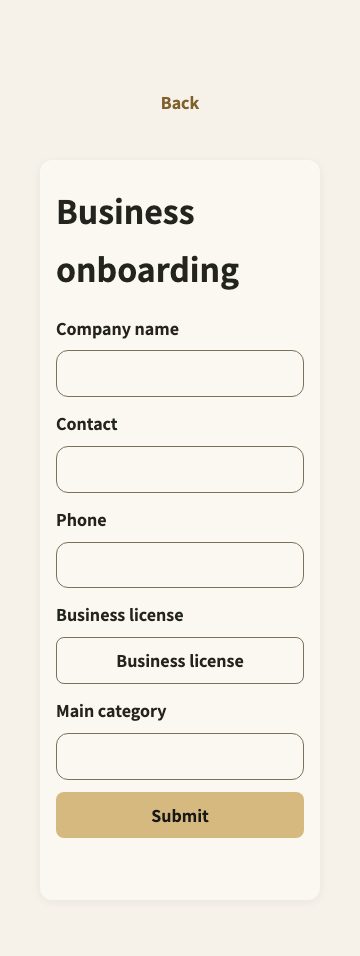 Back
Business
onboarding
Company name
Contact
Phone
Business license
Business license
Main category
Submit